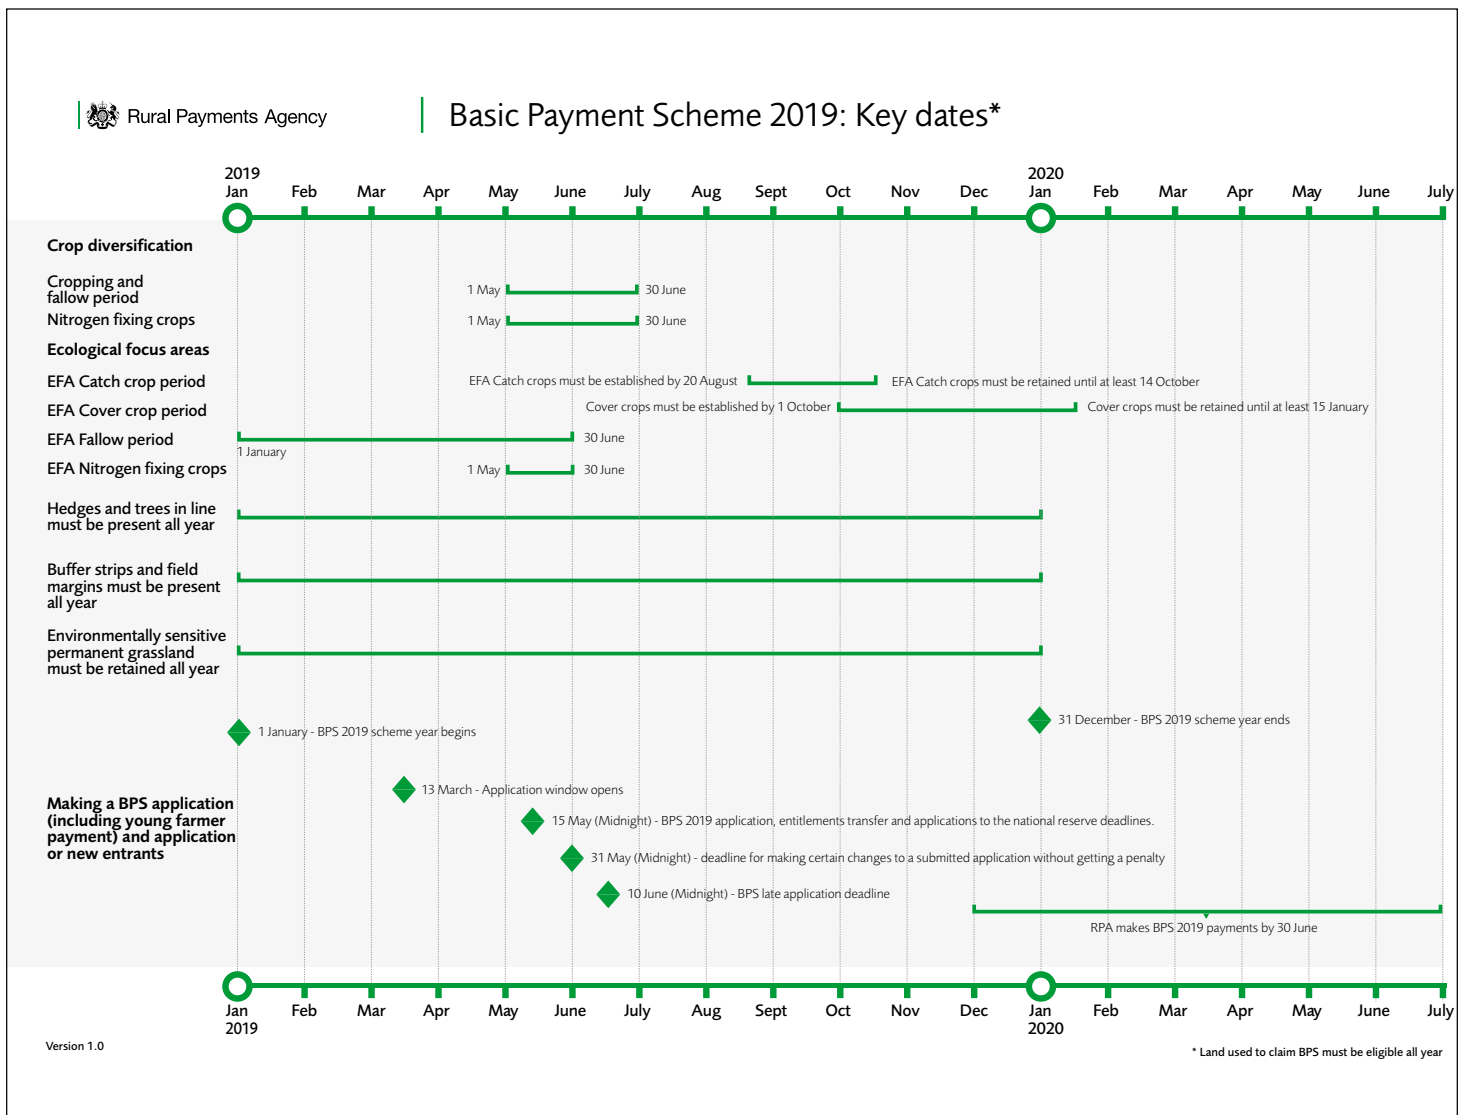 Rural Payments Agency
Basic Payment Scheme 2019: Key dates*
2019 2020
Jan Feb Mar Apr May June July Aug Sept Oct Nov Dec Jan Feb Mar Apr May June July
Crop diversification
Cropping and
fallow period
1 May 30 June
Nitrogen fixing crops 1 May 30 June
Ecological focus areas
EFA Catch crop period EFA Catch crops must be established by 20 August EFA Catch crops must be retained until at least 14 October
EFA Cover crop period Cover crops must be established by 1 October Cover crops must be retained until at least 15 January
EFA Fallow period 30 June
1 January
EFA Nitrogen fixing crops 1 May 30 June
Hedges and trees in line
must be present all year
Buffer strips and field
margins must be present
all year
Environmentally sensitive
permanent grassland
must be retained all year
31 December - BPS 2019 scheme year ends
1 January - BPS 2019 scheme year begins
13 March - Application window opens
Making a BPS application
(including young farmer
payment) and application
or new entrants
15 May (Midnight) - BPS 2019 application, entitlements transfer and applications to the national reserve deadlines.
31 May (Midnight) - deadline for making certain changes to a submitted application without getting a penalty
10 June (Midnight) - BPS late application deadline
RPA makes BPS 2019 payments by 30 June
Jan Feb Mar Apr May June July Aug Sept Oct Nov Dec Jan Feb Mar Apr May June July
2019 2020
Version 1.0
* Land used to claim BPS must be eligible all year